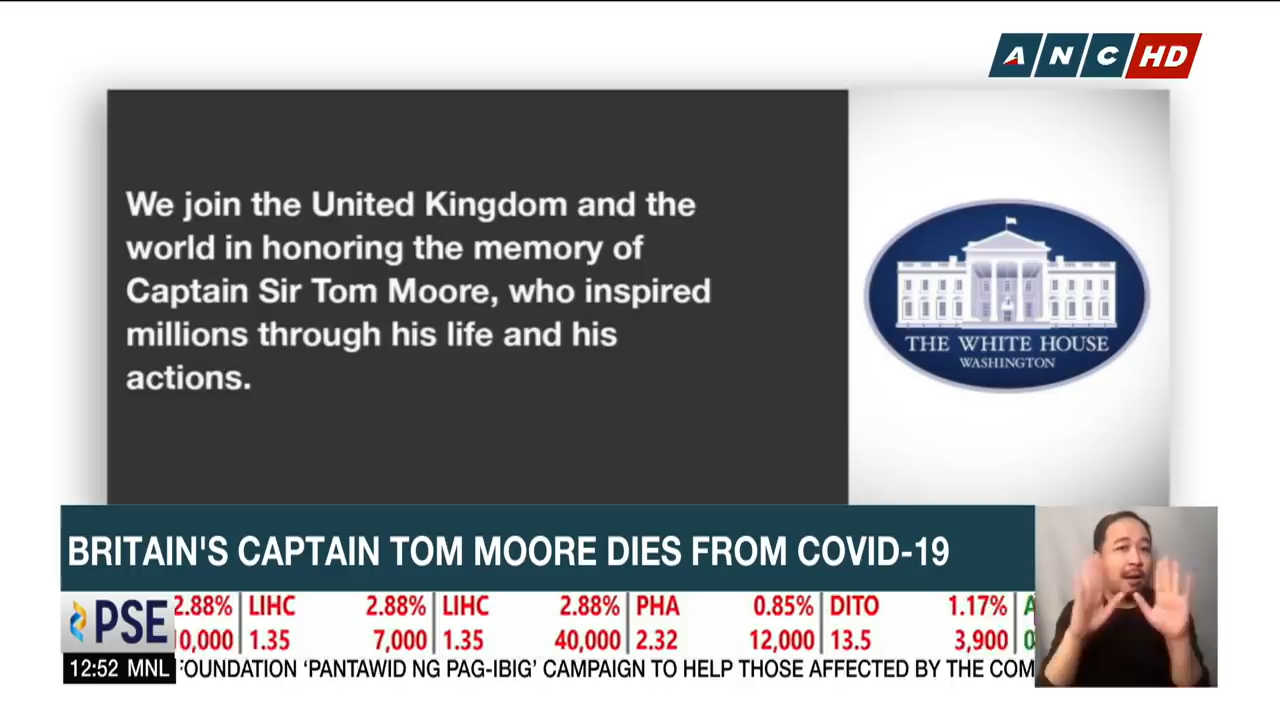 ANC HD
We join the United Kingdom and the
world in honoring the memory of
Captain Sir Tom Moore, who inspired
millions through his life and his
actions.
THE WHITE HOUSE
WASHINGTON
BRITAIN'S CAPTAIN TOM MOORE DIES FROM COVID-19
PSE 2.88% LIHC 2.88% LIHC 2.88% PHA 0.85% DITO 1.17%
0,000 1.35 7,000 1.35 40,000 2.32 12,000 13.5 3,900
12:52 MNL FOUNDATION ‘PANTAWID NG PAG-IBIG’ CAMPAIGN TO HELP THOSE AFFECTED BY THE COM